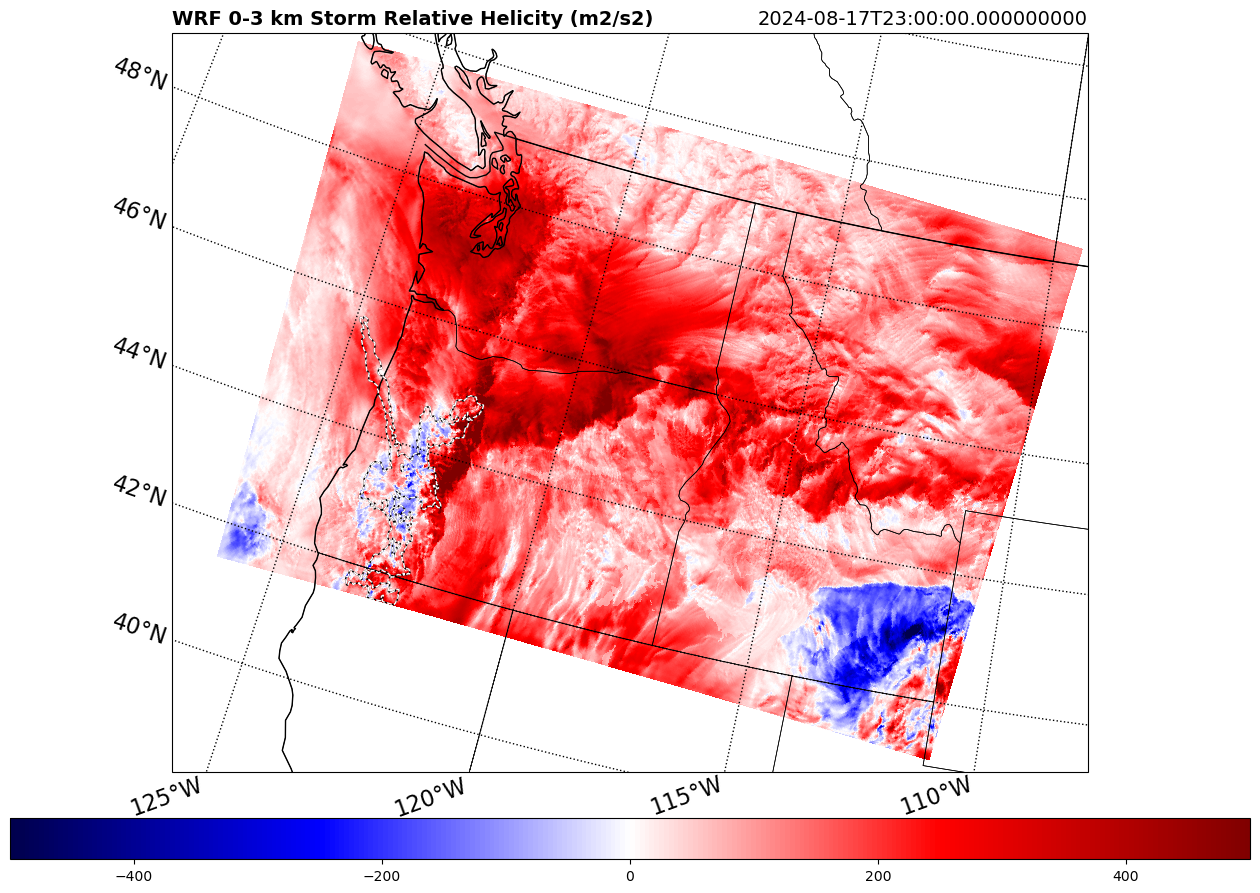 WRF 0-3 km Storm Relative Helicity (m2/s2) 2024-08-17T23:00:00.000000000
48°N
46°N
44°N
42°N
40°N
125°W 120°W 115°W 110°W
−400 −200 0 200 400